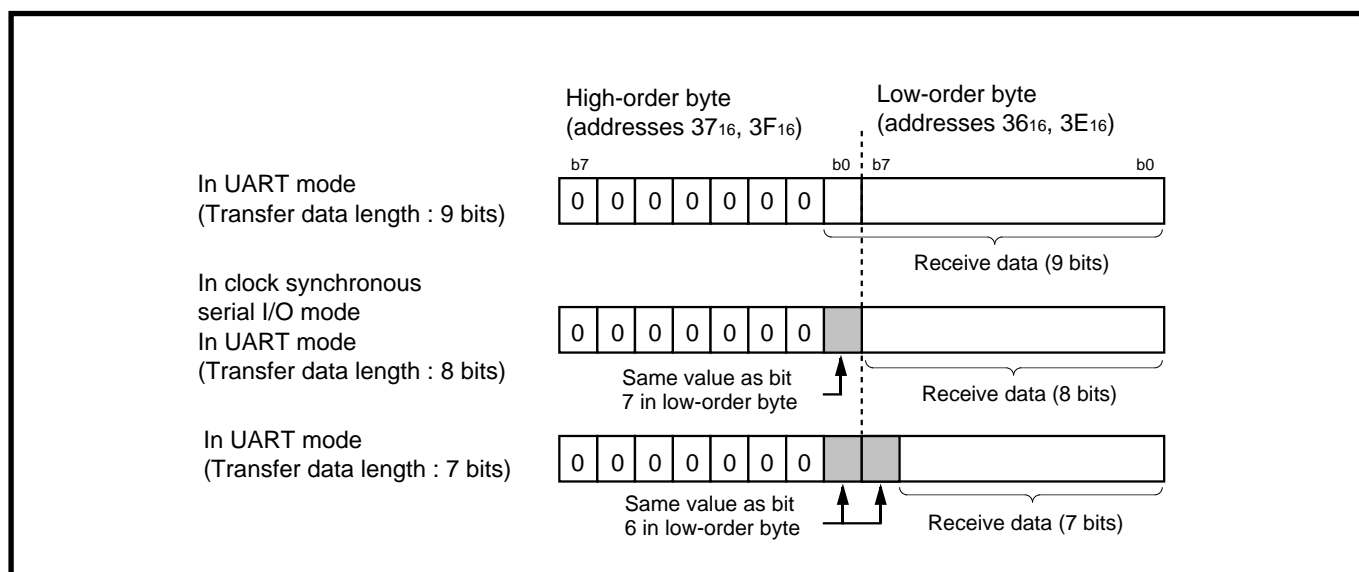 High-order byte
(addresses 37₁₆, 3F₁₆)
Low-order byte
(addresses 36₁₆, 3E₁₆)
b7 b0 b7 b0
In UART mode
(Transfer data length : 9 bits)
0 0 0 0 0 0 0
Receive data (9 bits)
In clock synchronous
serial I/O mode
In UART mode
(Transfer data length : 8 bits)
0 0 0 0 0 0 0
Same value as bit
7 in low-order byte
Receive data (8 bits)
In UART mode
(Transfer data length : 7 bits)
0 0 0 0 0 0 0
Same value as bit
6 in low-order byte
Receive data (7 bits)